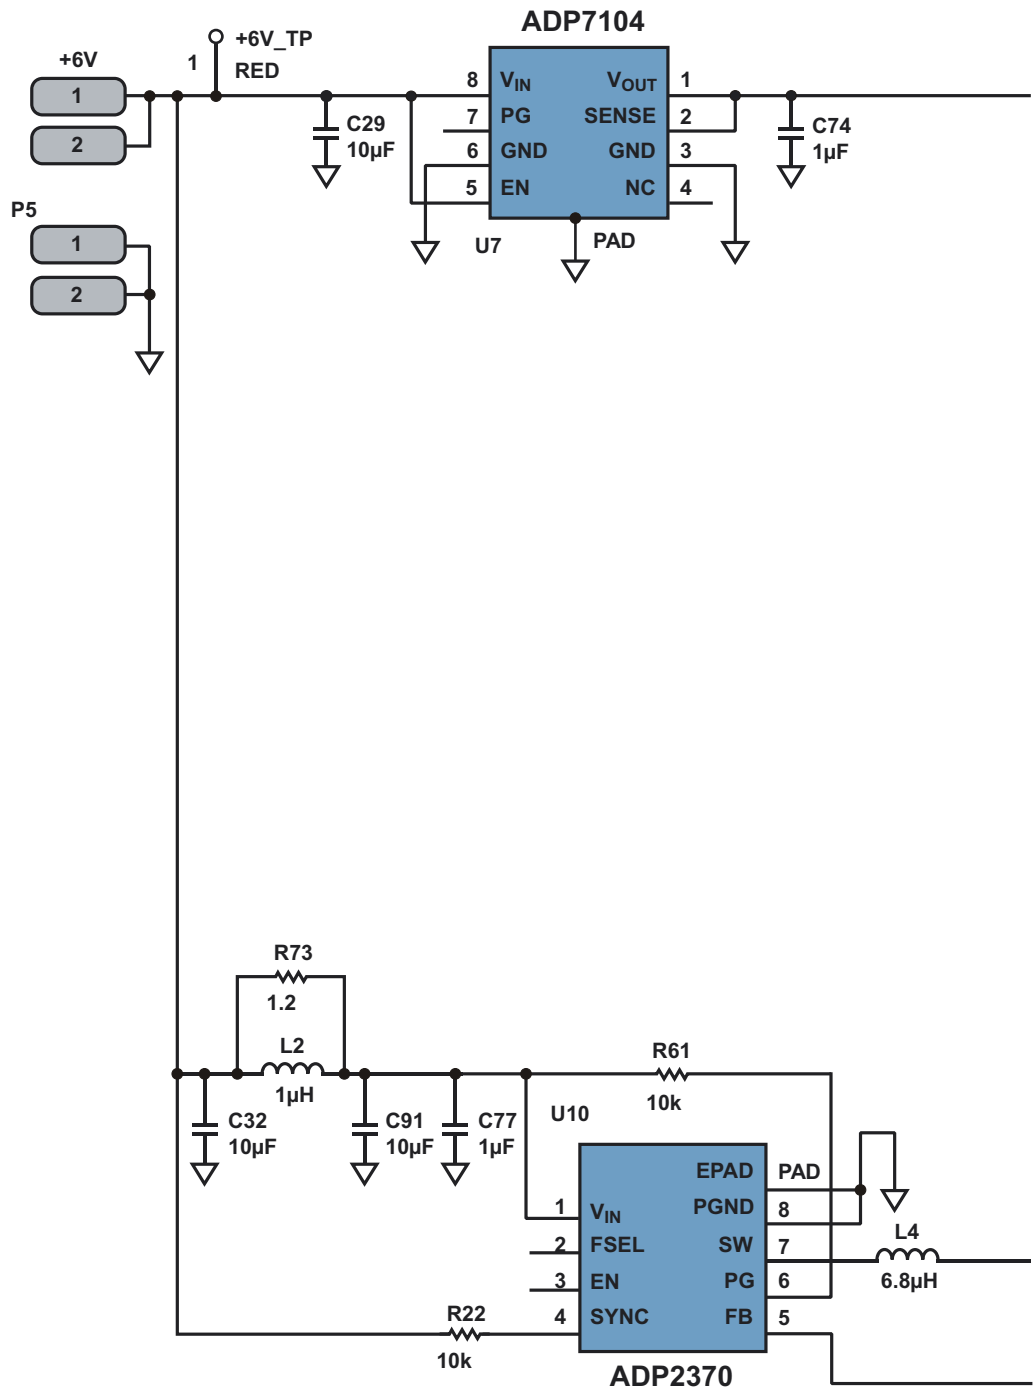 ADP7104
+6V_TP
+6V
1
RED
1
2
P5
1
2
C29
10µF
8
7
6
5
VIN
PG
GND
EN
VOUT
SENSE
GND
NC
1
2
3
4
C74
1µF
U7
PAD
R73
1.2
L2
1µH
C32
10µF
C91
10µF
C77
1µF
R61
10k
U10
1
2
3
4
VIN
FSEL
EN
SYNC
EPAD
PGND
SW
PG
FB
PAD
8
7
6
5
L4
6.8µH
R22
10k
ADP2370